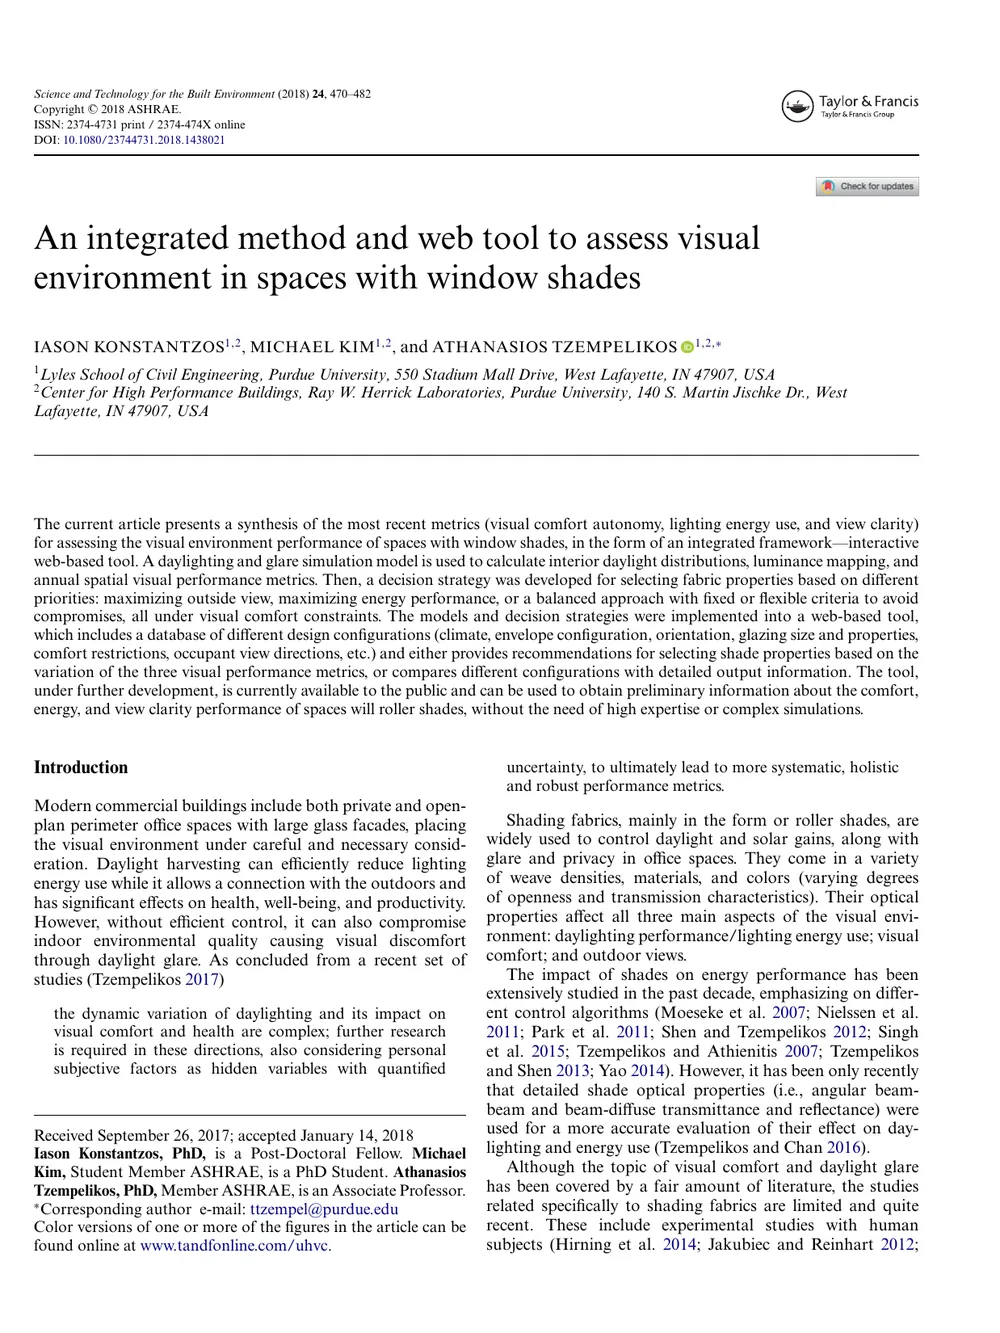 Science and Technology for the Built Environment (2018) 24, 470–482
Copyright © 2018 ASHRAE.
ISSN: 2374-4731 print / 2374-474X online
DOI: 10.1080/23744731.2018.1438021
Taylor & Francis
Taylor & Francis Group
Check for updates
An integrated method and web tool to assess visual
environment in spaces with window shades
IASON KONSTANTZOS1,2, MICHAEL KIM1,2, and ATHANASIOS TZEMPELIKOS iD 1,2,∗
1Lyles School of Civil Engineering, Purdue University, 550 Stadium Mall Drive, West Lafayette, IN 47907, USA
2Center for High Performance Buildings, Ray W. Herrick Laboratories, Purdue University, 140 S. Martin Jischke Dr., West
Lafayette, IN 47907, USA
The current article presents a synthesis of the most recent metrics (visual comfort autonomy, lighting energy use, and view clarity)
for assessing the visual environment performance of spaces with window shades, in the form of an integrated framework—interactive
web-based tool. A daylighting and glare simulation model is used to calculate interior daylight distributions, luminance mapping, and
annual spatial visual performance metrics. Then, a decision strategy was developed for selecting fabric properties based on different
priorities: maximizing outside view, maximizing energy performance, or a balanced approach with fixed or flexible criteria to avoid
compromises, all under visual comfort constraints. The models and decision strategies were implemented into a web-based tool,
which includes a database of different design configurations (climate, envelope configuration, orientation, glazing size and properties,
comfort restrictions, occupant view directions, etc.) and either provides recommendations for selecting shade properties based on the
variation of the three visual performance metrics, or compares different configurations with detailed output information. The tool,
under further development, is currently available to the public and can be used to obtain preliminary information about the comfort,
energy, and view clarity performance of spaces will roller shades, without the need of high expertise or complex simulations.
Introduction
Modern commercial buildings include both private and open-
plan perimeter office spaces with large glass facades, placing
the visual environment under careful and necessary consid-
eration. Daylight harvesting can efficiently reduce lighting
energy use while it allows a connection with the outdoors and
has significant effects on health, well-being, and productivity.
However, without efficient control, it can also compromise
indoor environmental quality causing visual discomfort
through daylight glare. As concluded from a recent set of
studies (Tzempelikos 2017)
the dynamic variation of daylighting and its impact on
visual comfort and health are complex; further research
is required in these directions, also considering personal
subjective factors as hidden variables with quantified
Received September 26, 2017; accepted January 14, 2018
Iason Konstantzos, PhD, is a Post-Doctoral Fellow. Michael
Kim, Student Member ASHRAE, is a PhD Student. Athanasios
Tzempelikos, PhD, Member ASHRAE, is an Associate Professor.
∗Corresponding author e-mail: ttzempel@purdue.edu
Color versions of one or more of the figures in the article can be
found online at www.tandfonline.com/uhvc.
uncertainty, to ultimately lead to more systematic, holistic
and robust performance metrics.
Shading fabrics, mainly in the form or roller shades, are
widely used to control daylight and solar gains, along with
glare and privacy in office spaces. They come in a variety
of weave densities, materials, and colors (varying degrees
of openness and transmission characteristics). Their optical
properties affect all three main aspects of the visual envi-
ronment: daylighting performance/lighting energy use; visual
comfort; and outdoor views.
The impact of shades on energy performance has been
extensively studied in the past decade, emphasizing on differ-
ent control algorithms (Moeseke et al. 2007; Nielssen et al.
2011; Park et al. 2011; Shen and Tzempelikos 2012; Singh
et al. 2015; Tzempelikos and Athienitis 2007; Tzempelikos
and Shen 2013; Yao 2014). However, it has been only recently
that detailed shade optical properties (i.e., angular beam-
beam and beam-diffuse transmittance and reflectance) were
used for a more accurate evaluation of their effect on day-
lighting and energy use (Tzempelikos and Chan 2016).
Although the topic of visual comfort and daylight glare
has been covered by a fair amount of literature, the studies
related specifically to shading fabrics are limited and quite
recent. These include experimental studies with human
subjects (Hirning et al. 2014; Jakubiec and Reinhart 2012;